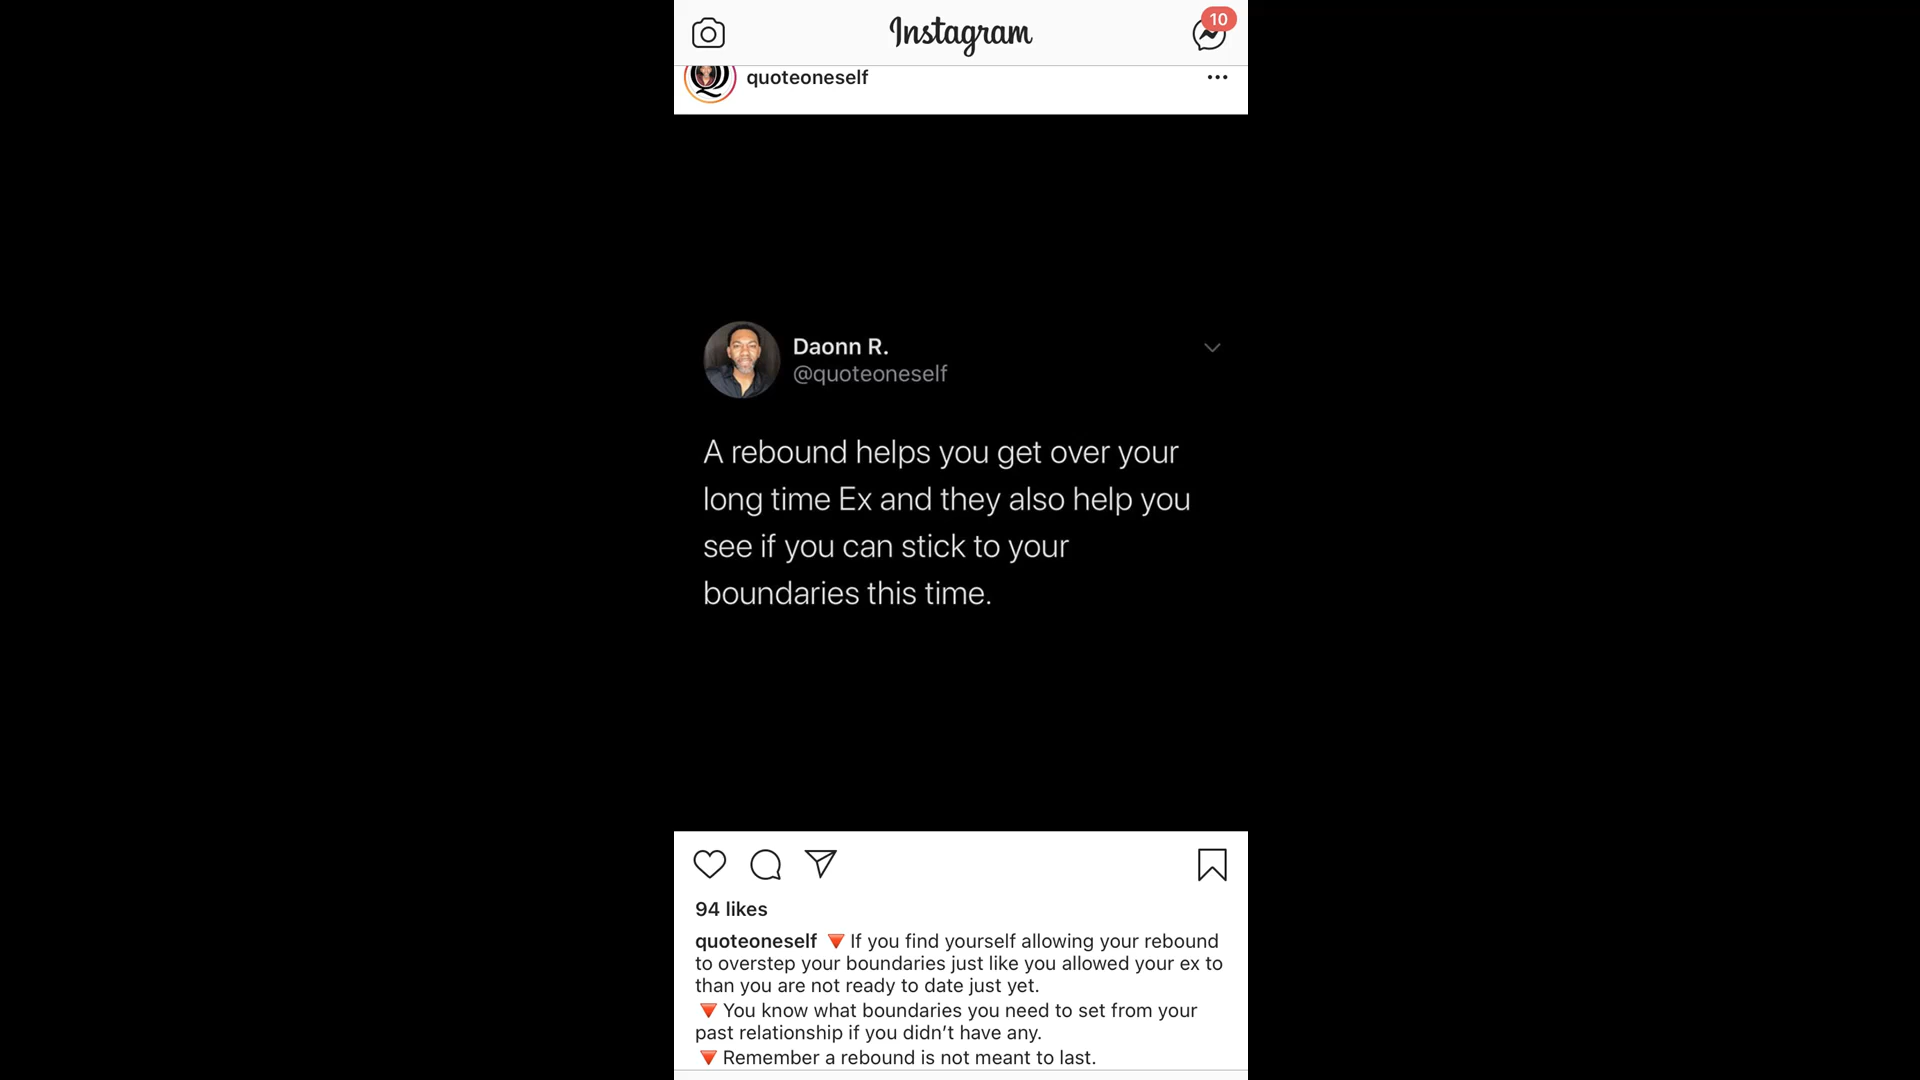 Instagram
10
quoteoneself
Daonn R.
@quoteoneself
A rebound helps you get over your
long time Ex and they also help you
see if you can stick to your
boundaries this time.
94 likes
quoteoneself 🔻 If you find yourself allowing your rebound
to overstep your boundaries just like you allowed your ex to
than you are not ready to date just yet.
🔻 You know what boundaries you need to set from your
past relationship if you didn’t have any.
🔻 Remember a rebound is not meant to last.